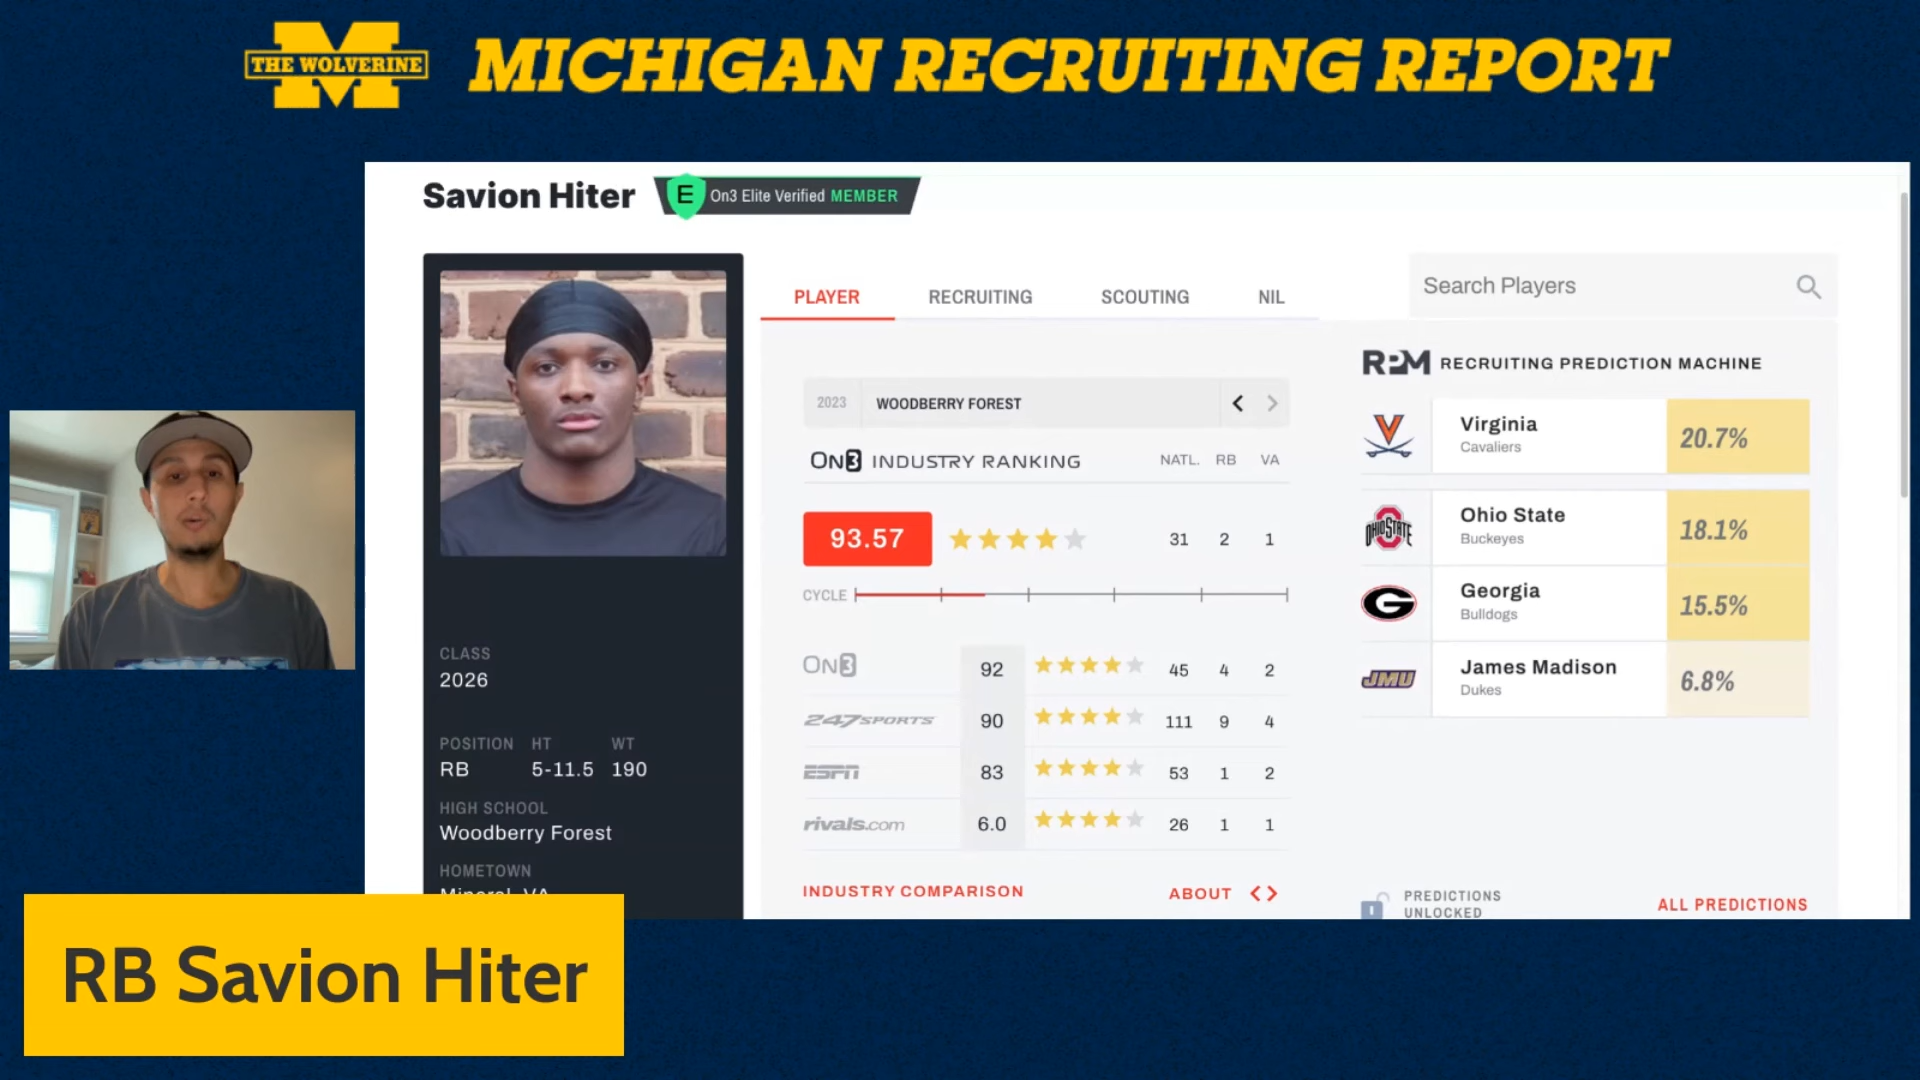 THE WOLVERINE
MICHIGAN RECRUITING REPORT
Savion Hiter
E On3 Elite Verified MEMBER
PLAYER RECRUITING SCOUTING NIL
Search Players
2023 WOODBERRY FOREST
ON3 INDUSTRY RANKING NATL. RB VA
93.57 31 2 1
CYCLE
ON3 92 45 4 2
247SPORTS 90 111 9 4
ESPN 83 53 1 2
rivals.com 6.0 26 1 1
INDUSTRY COMPARISON ABOUT
CLASS
2026
POSITION HT WT
RB 5-11.5 190
HIGH SCHOOL
Woodberry Forest
HOMETOWN
Mineral, VA
RPM RECRUITING PREDICTION MACHINE
Virginia
Cavaliers
20.7%
OHIO STATE
Ohio State
Buckeyes
18.1%
G
Georgia
Bulldogs
15.5%
JMU
James Madison
Dukes
6.8%
PREDICTIONS
UNLOCKED
ALL PREDICTIONS
RB Savion Hiter